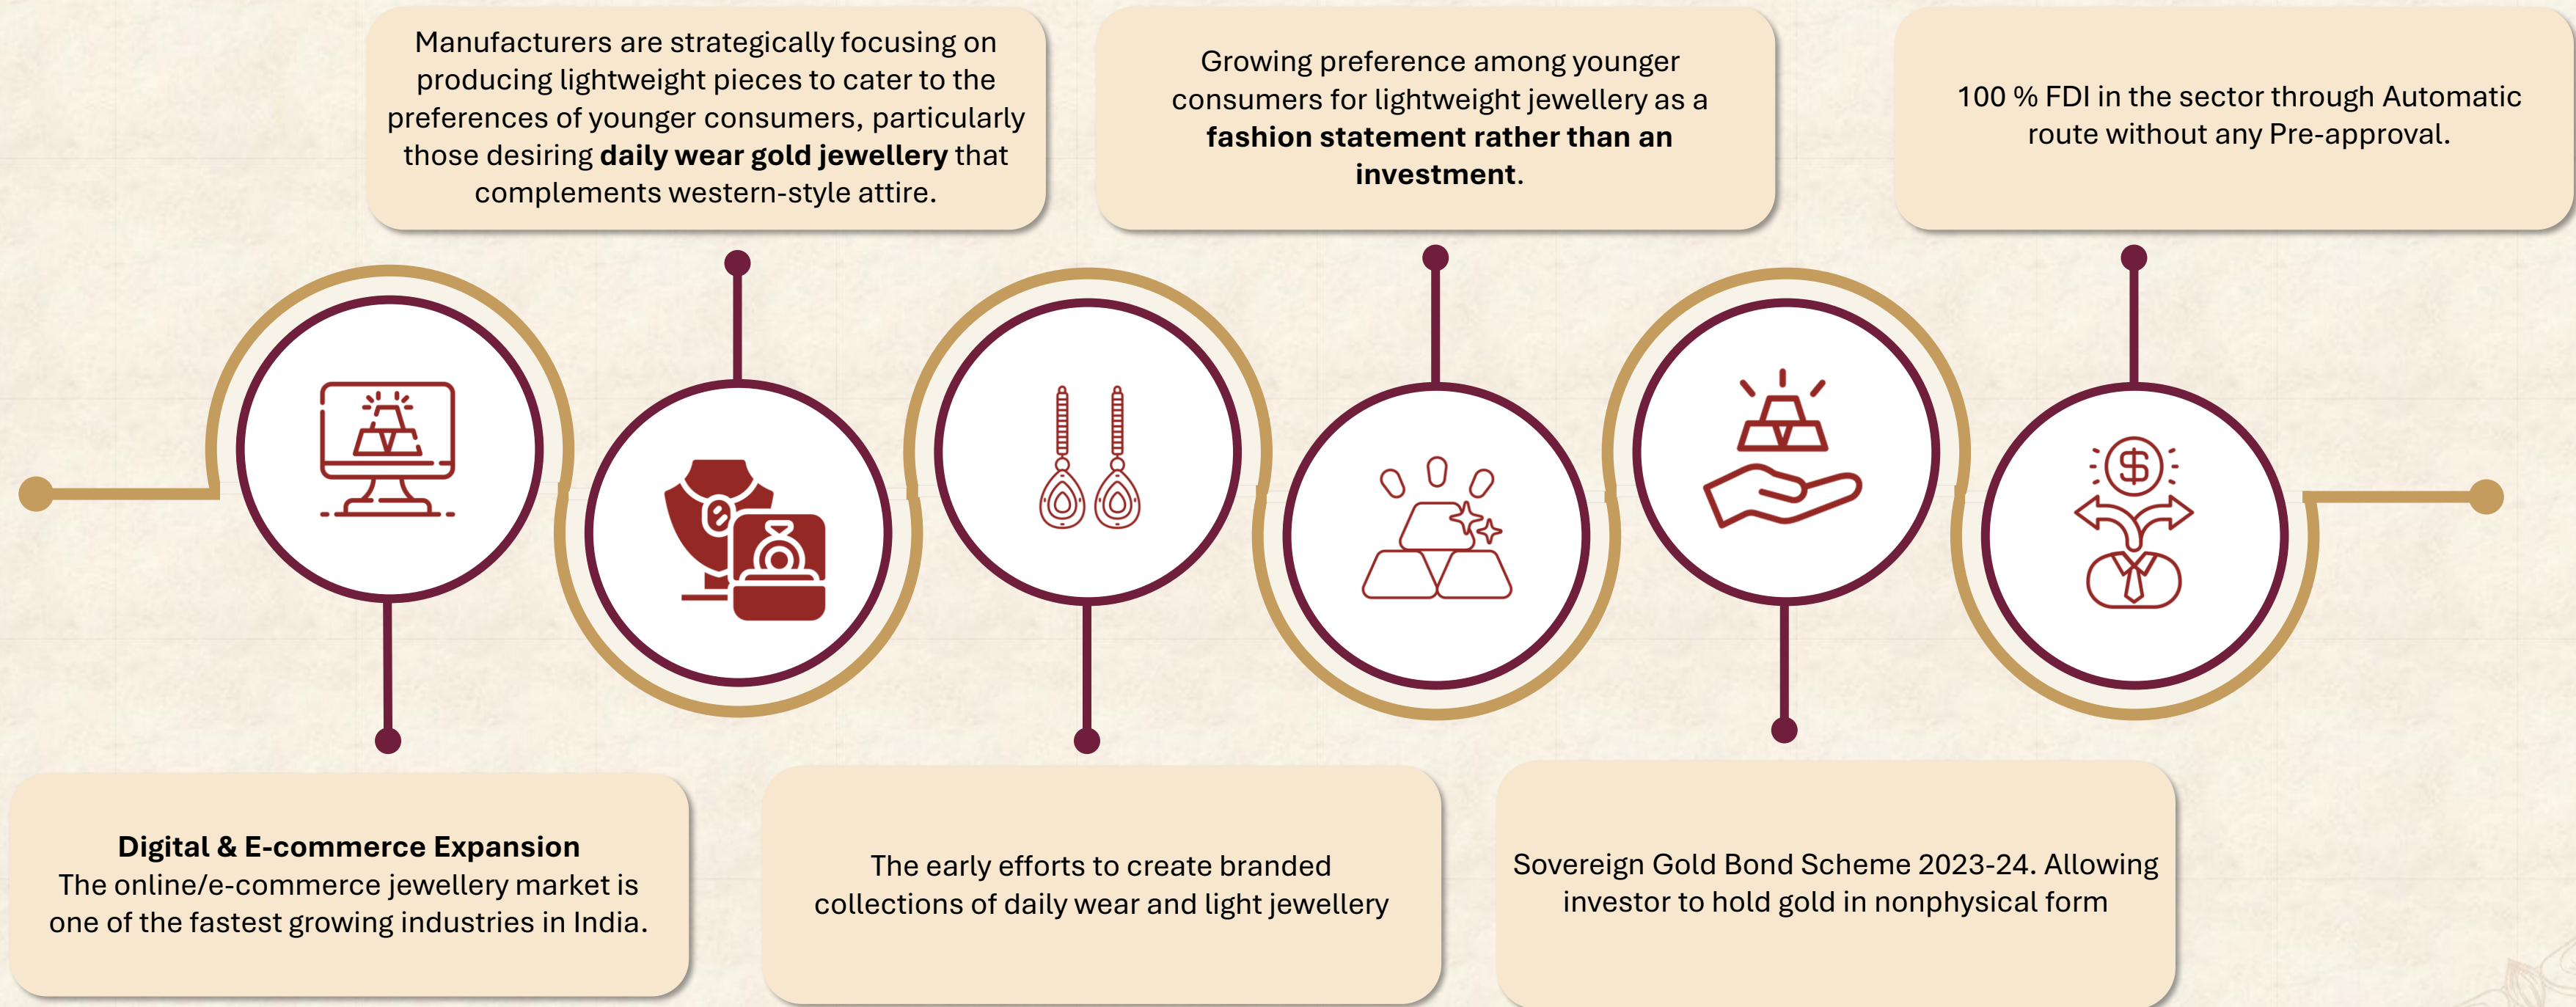 Manufacturers are strategically focusing on
producing lightweight pieces to cater to the
preferences of younger consumers, particularly
those desiring daily wear gold jewellery that
complements western-style attire.
Growing preference among younger
consumers for lightweight jewellery as a
fashion statement rather than an
investment.
100 % FDI in the sector through Automatic
route without any Pre-approval.
Digital & E-commerce Expansion
The online/e-commerce jewellery market is
one of the fastest growing industries in India.
The early efforts to create branded
collections of daily wear and light jewellery
Sovereign Gold Bond Scheme 2023-24. Allowing
investor to hold gold in nonphysical form